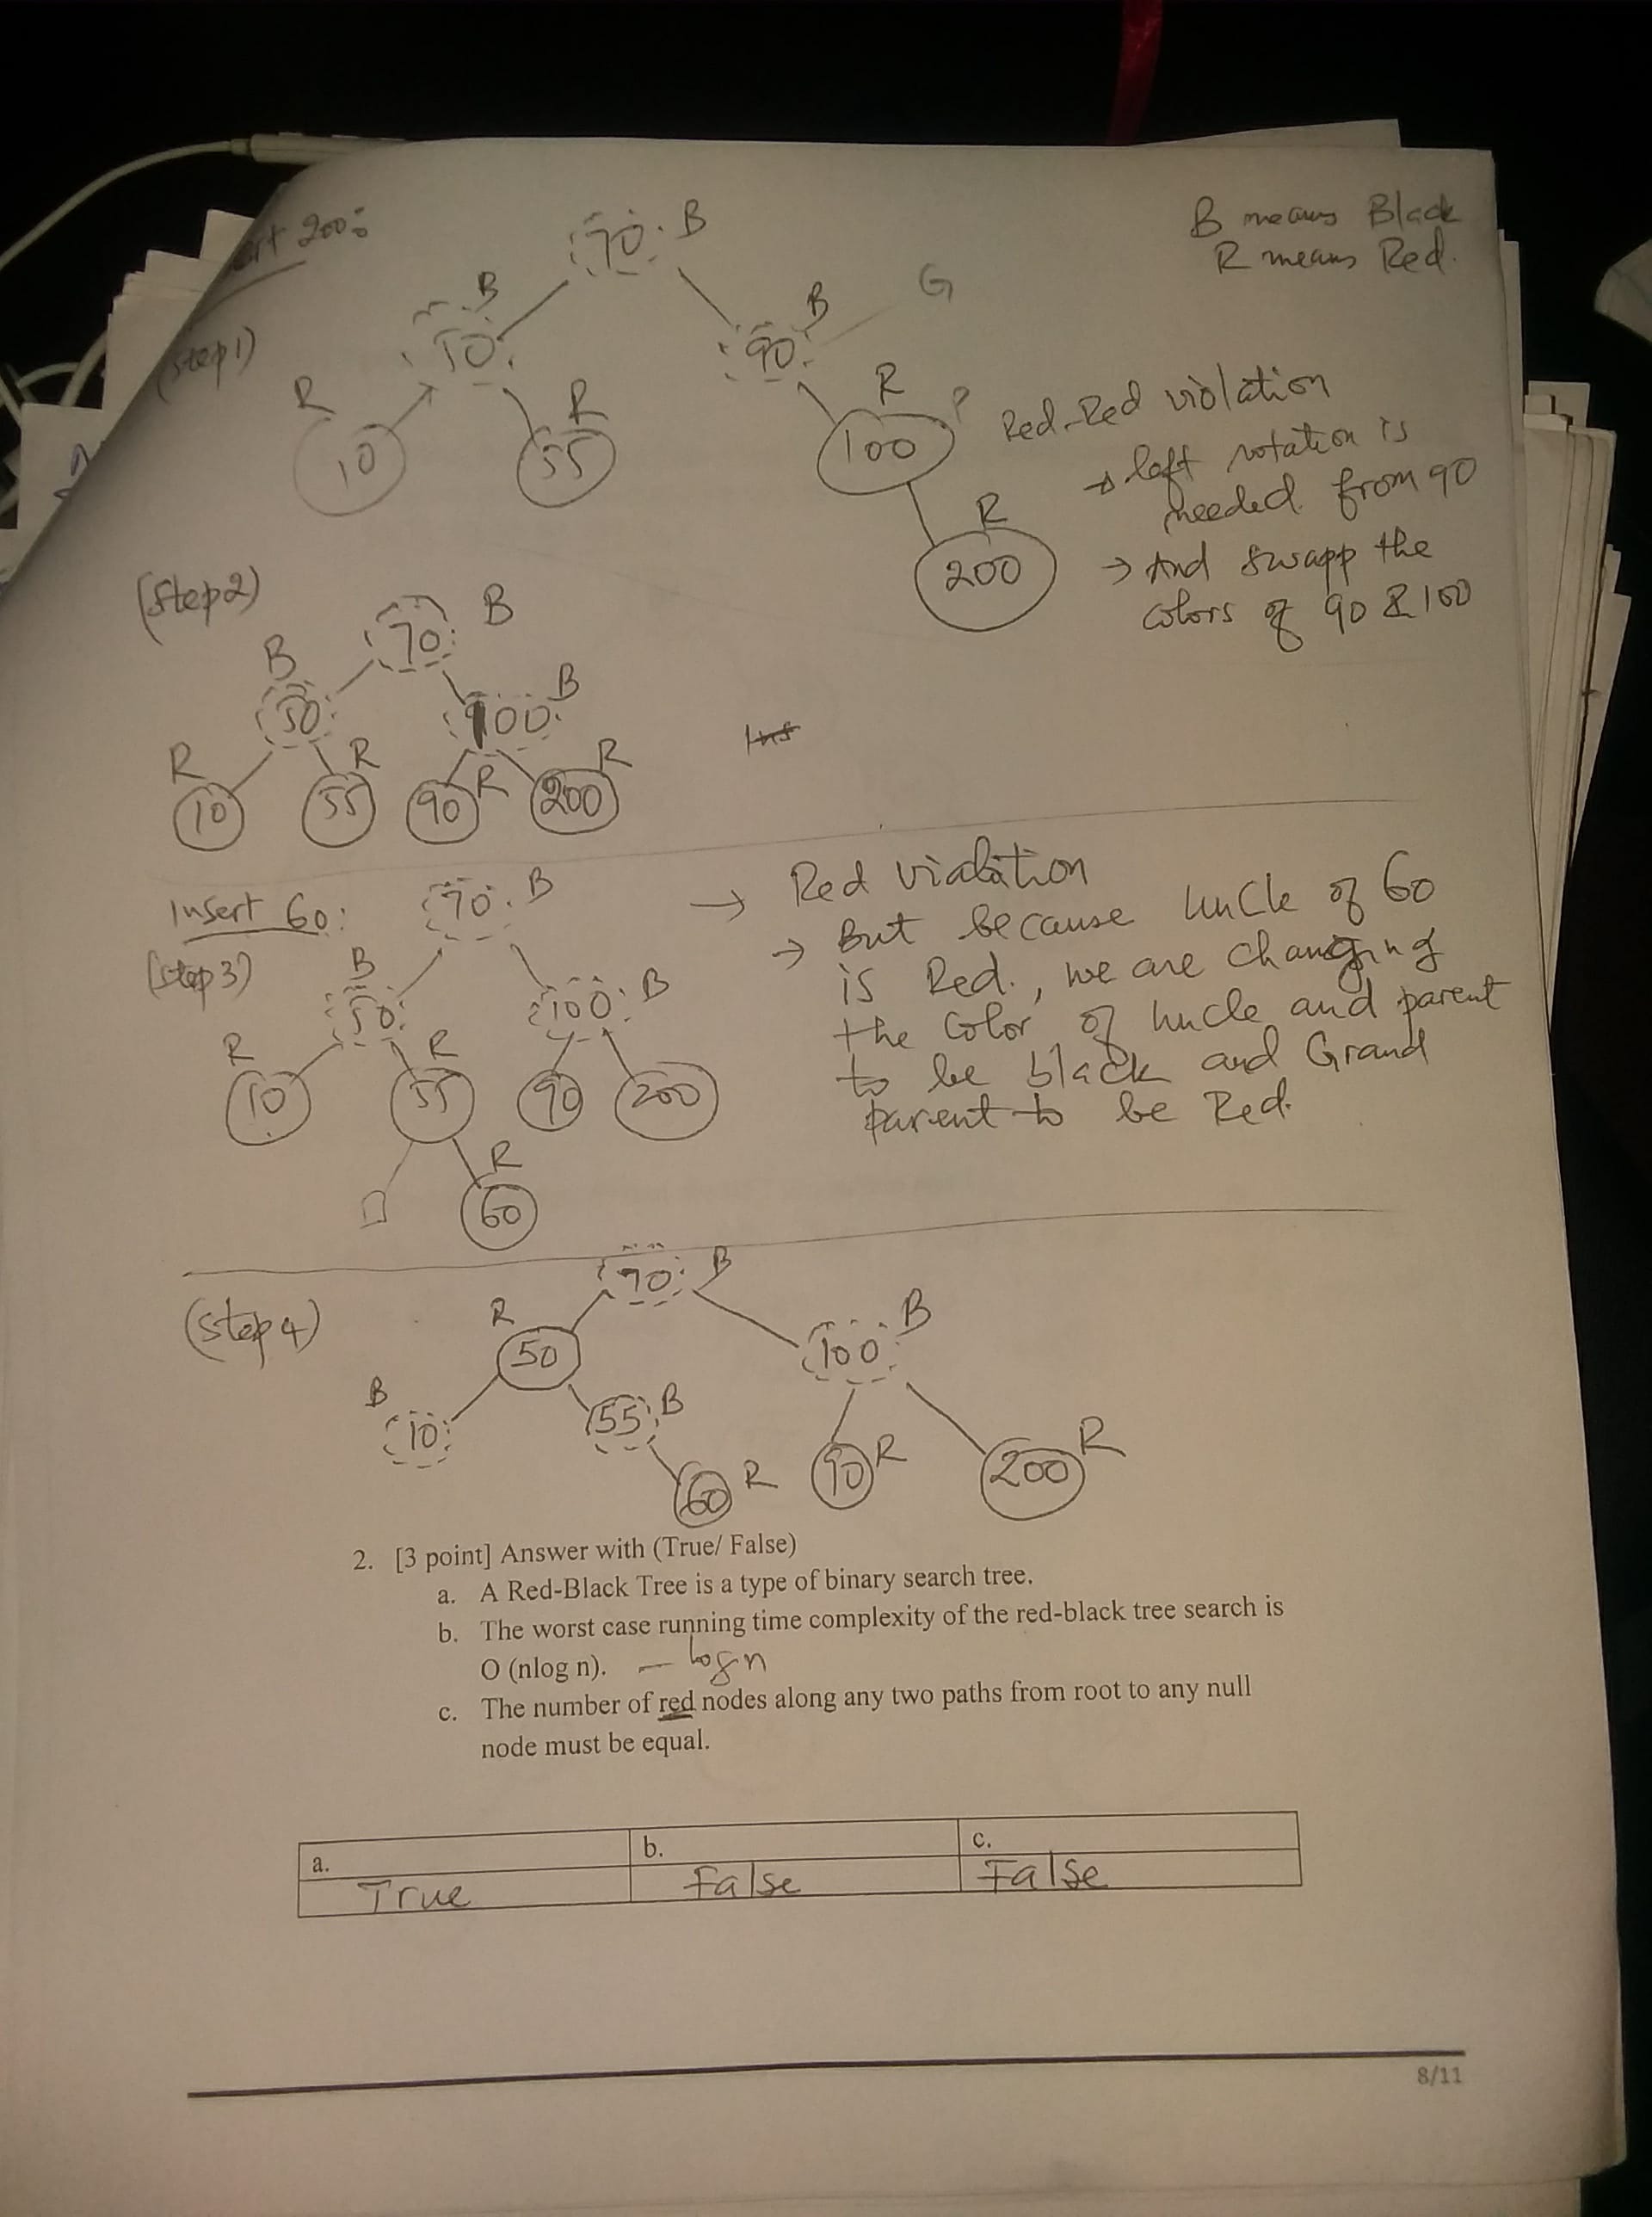 ert 200:
B means Black
R means Red.
(step1)
70 B
B
50
B
90
G
R
10
R
55
R
100
P
Red-Red violation
→ left rotation is
needed from 90
→ And swapp the
colors of 90 & 100
R
200
(step2)
70 B
B
50
100 B
R
10
R
55
90 R
200 R
Insert 60:
(step3)
70 B
B
50
100 B
R
10
R
55
90
200
R
60
→ Red violation
→ But because uncle of 60
is Red., we are changing
the color of uncle and parent
to be black and Grand
parent to be Red.
(step4)
70 B
R
50
100 B
B
10
55 B
60 R
90 R
200 R
2. [3 point] Answer with (True/ False)
a. A Red-Black Tree is a type of binary search tree.
b. The worst case running time complexity of the red-black tree search is
O (nlog n). — log n
c. The number of red nodes along any two paths from root to any null
node must be equal.
a. b. c.
True False False
8/11